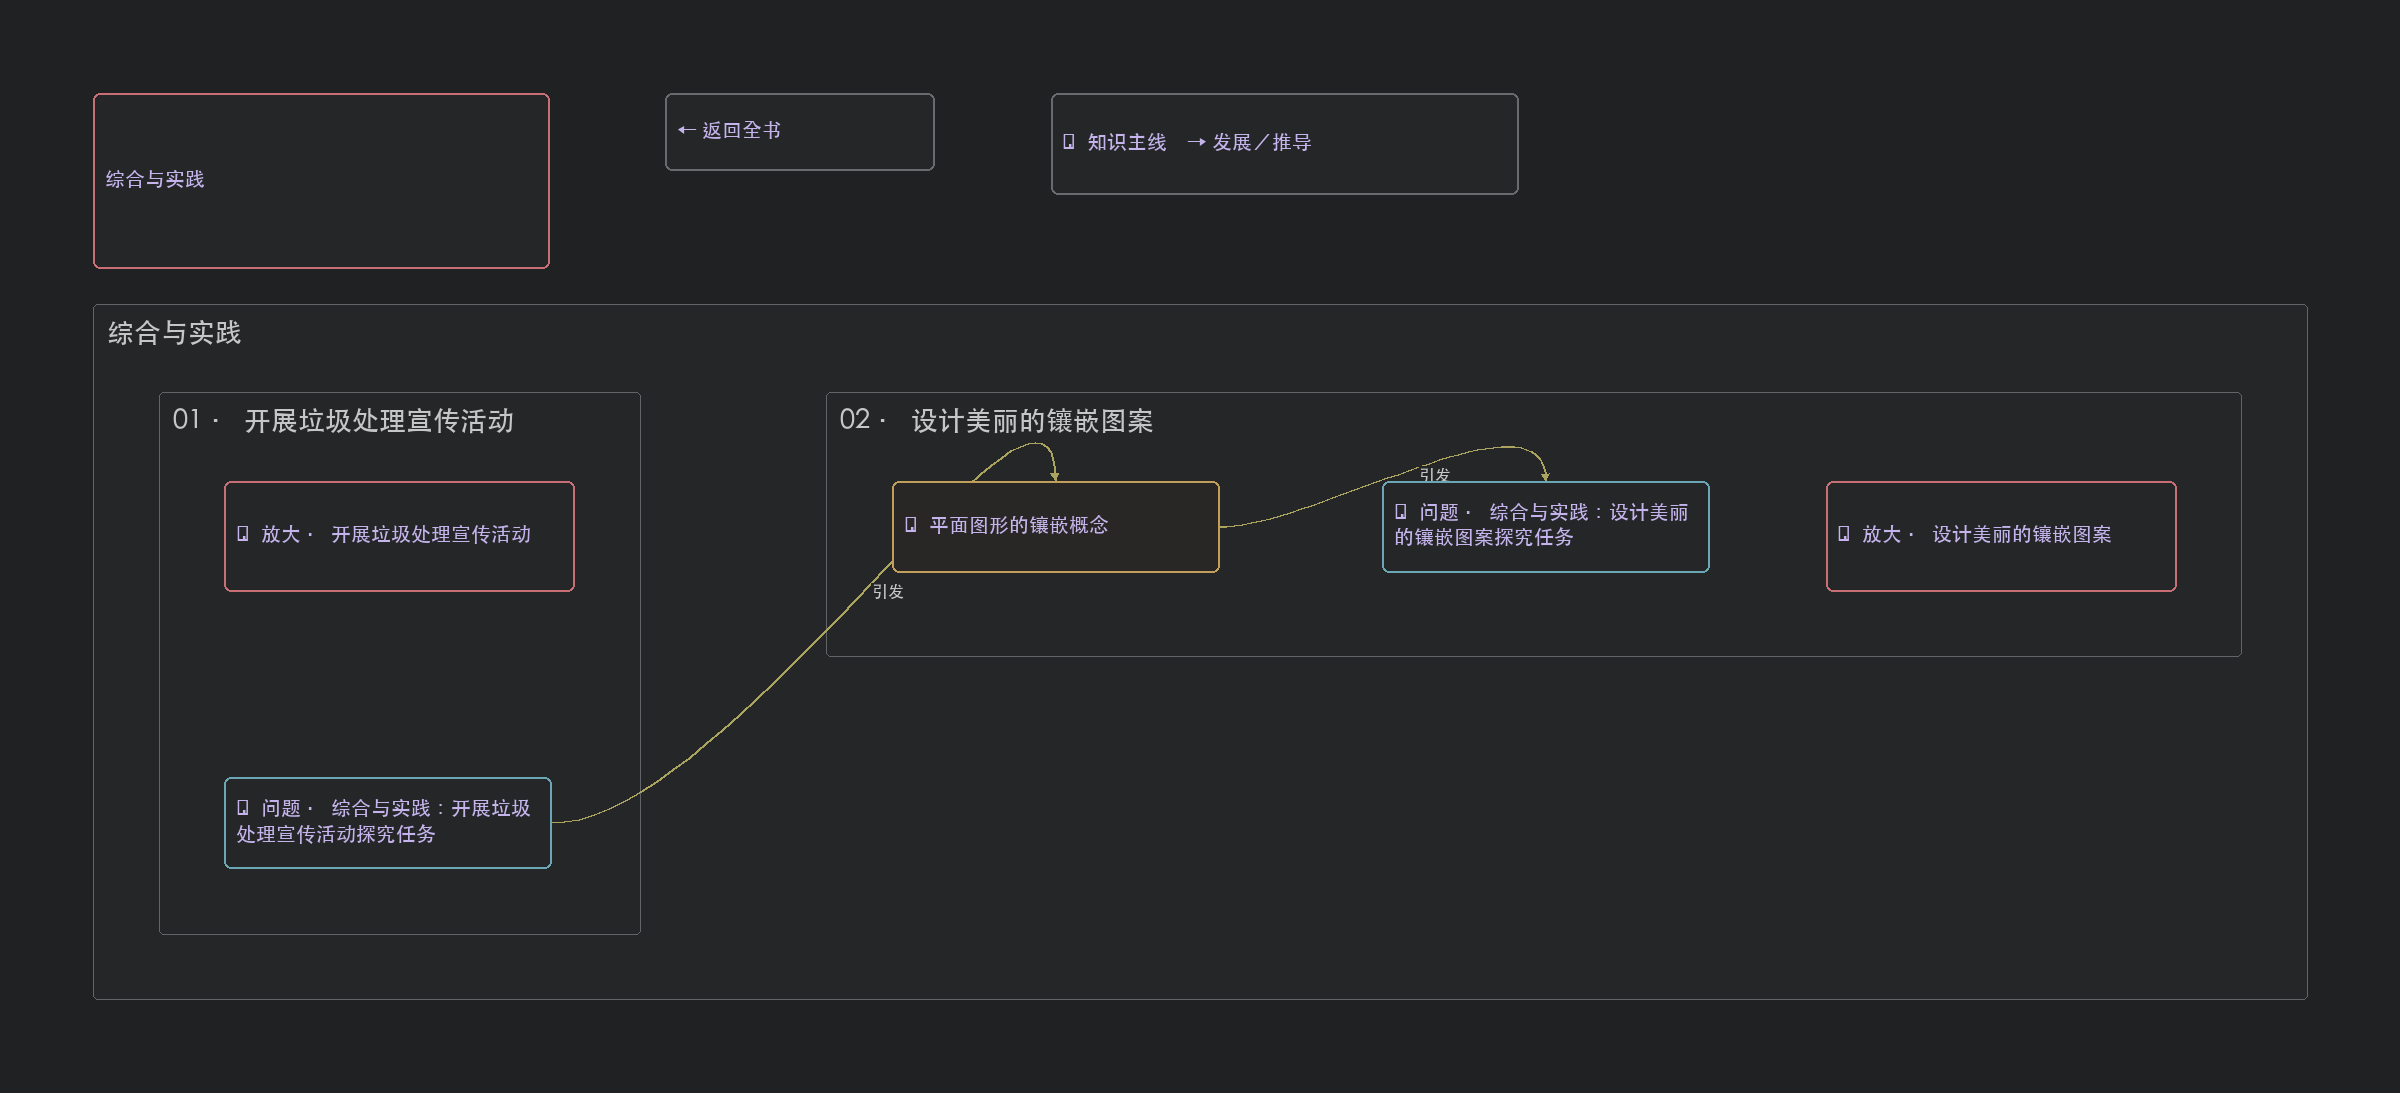 综合与实践
← 返回全书
知识主线 → 发展／推导
综合与实践
01 · 开展垃圾处理宣传活动
放大 · 开展垃圾处理宣传活动
问题 · 综合与实践：开展垃圾
处理宣传活动探究任务
引发
02 · 设计美丽的镶嵌图案
平面图形的镶嵌概念
引发
问题 · 综合与实践：设计美丽
的镶嵌图案探究任务
放大 · 设计美丽的镶嵌图案